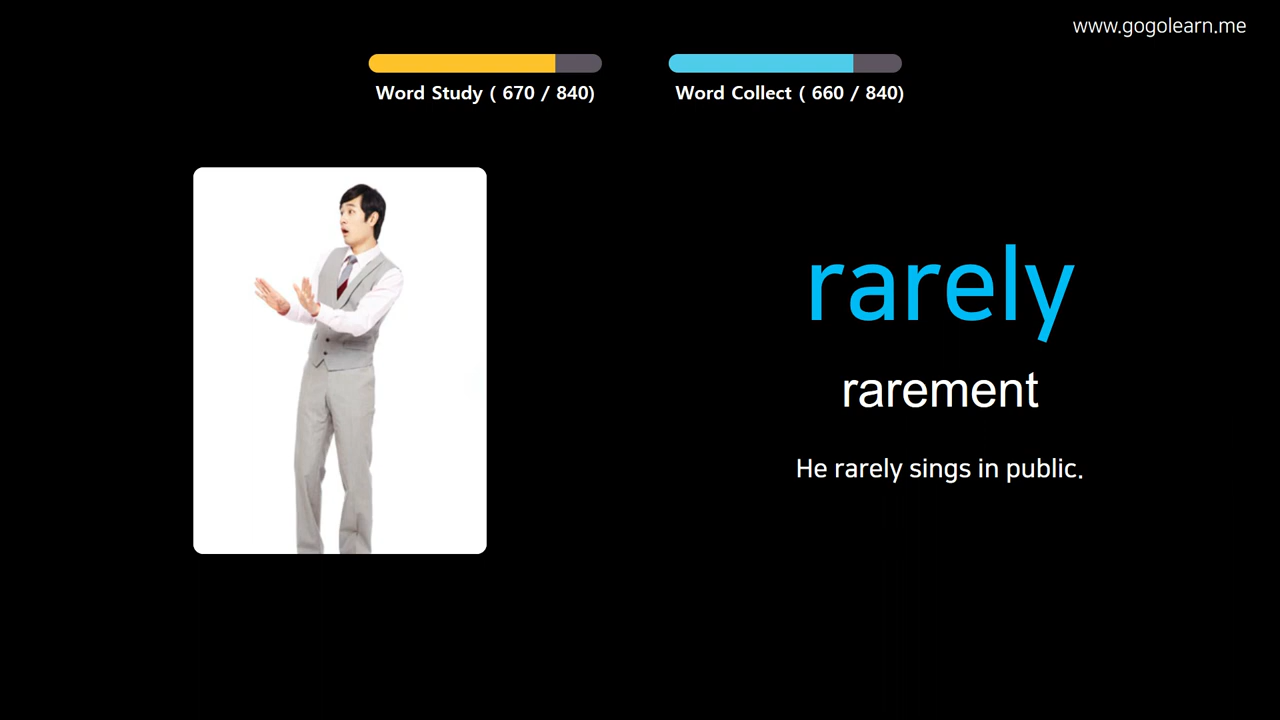 www.gogolearn.me
Word Study ( 670 / 840)
Word Collect ( 660 / 840)
rarely
rarement
He rarely sings in public.